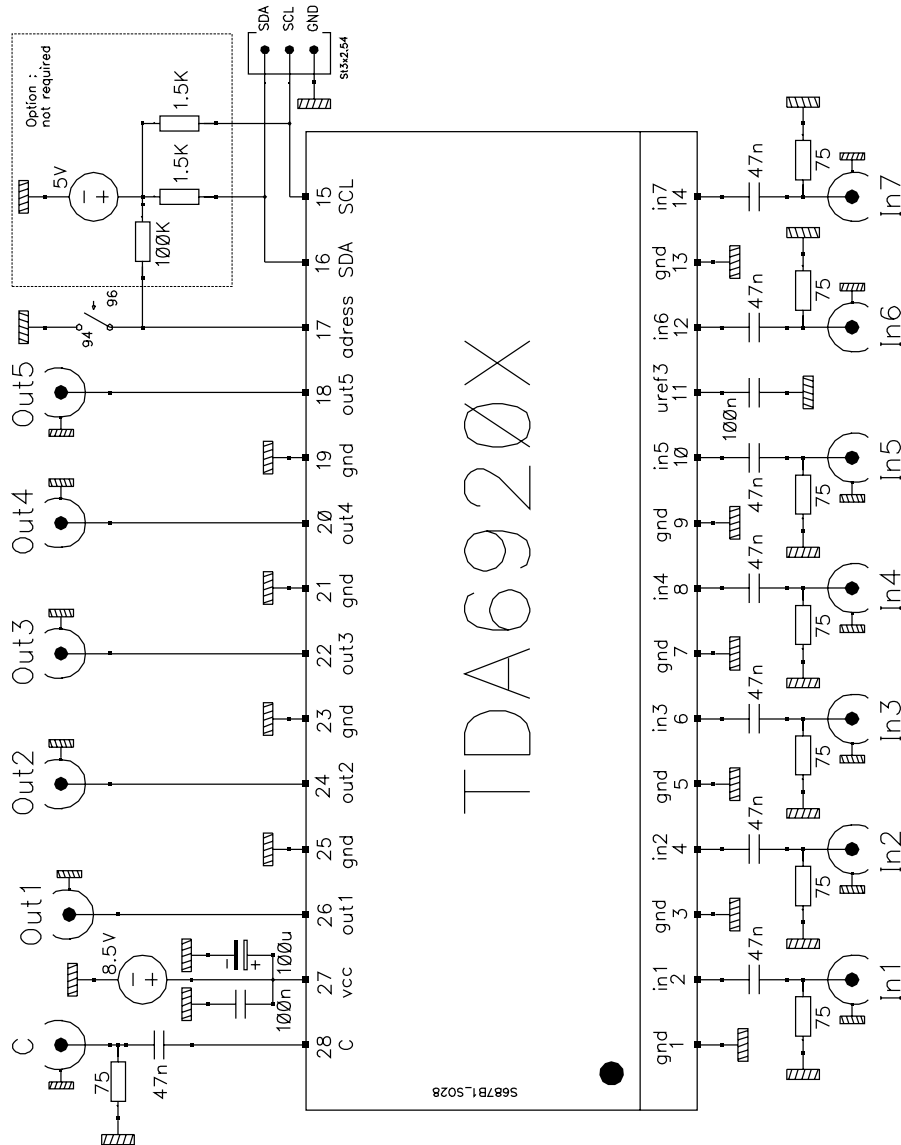 SDA
SCL
GND
St3x2.54
Option :
not required
5V
1.5K
1.5K
100K
94
96
15
SCL
16
SDA
17
adress
18
out5
19
gnd
20
out4
21
gnd
22
out3
23
gnd
24
out2
25
gnd
26
out1
27
vcc
28
C
Out5
Out4
Out3
Out2
Out1
8.5V
100u
100n
C
47n
75
TDA6920X
S687B1_SO28
in7
14
gnd
13
in6
12
uref3
11
in5
10
gnd
9
in4
8
gnd
7
in3
6
gnd
5
in2
4
gnd
3
in1
2
gnd
1
47n
75
In7
47n
75
In6
100n
47n
75
In5
47n
75
In4
47n
75
In3
47n
75
In2
47n
75
In1